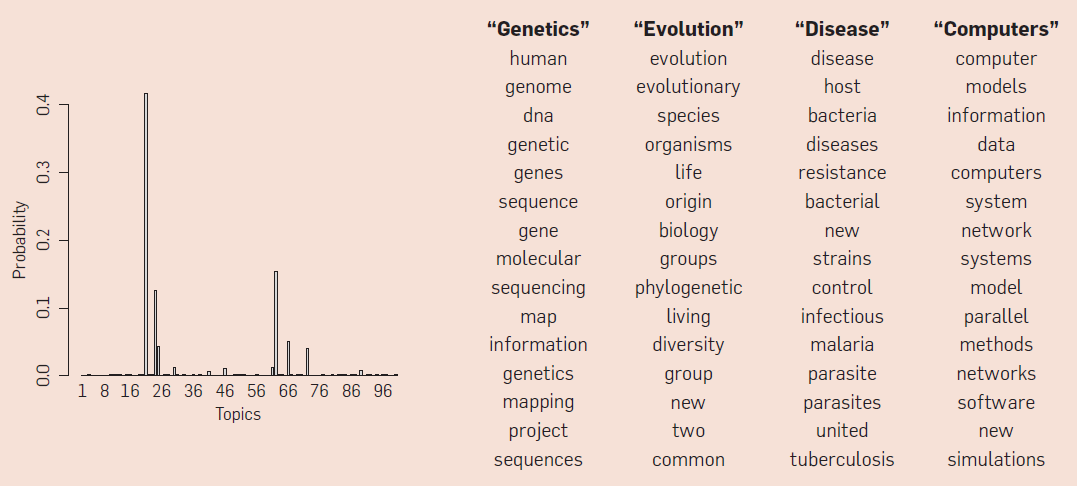 “Genetics” “Evolution” “Disease” “Computers”
human evolution disease computer
genome evolutionary host models
dna species bacteria information
genetic organisms diseases data
genes life resistance computers
sequence origin bacterial system
gene biology new network
molecular groups strains systems
sequencing phylogenetic control model
map living infectious parallel
information diversity malaria methods
genetics group parasite networks
mapping new parasites software
project two united new
sequences common tuberculosis simulations
Probability
0.4
0.3
0.2
0.1
0.0
1 8 16 26 36 46 56 66 76 86 96
Topics